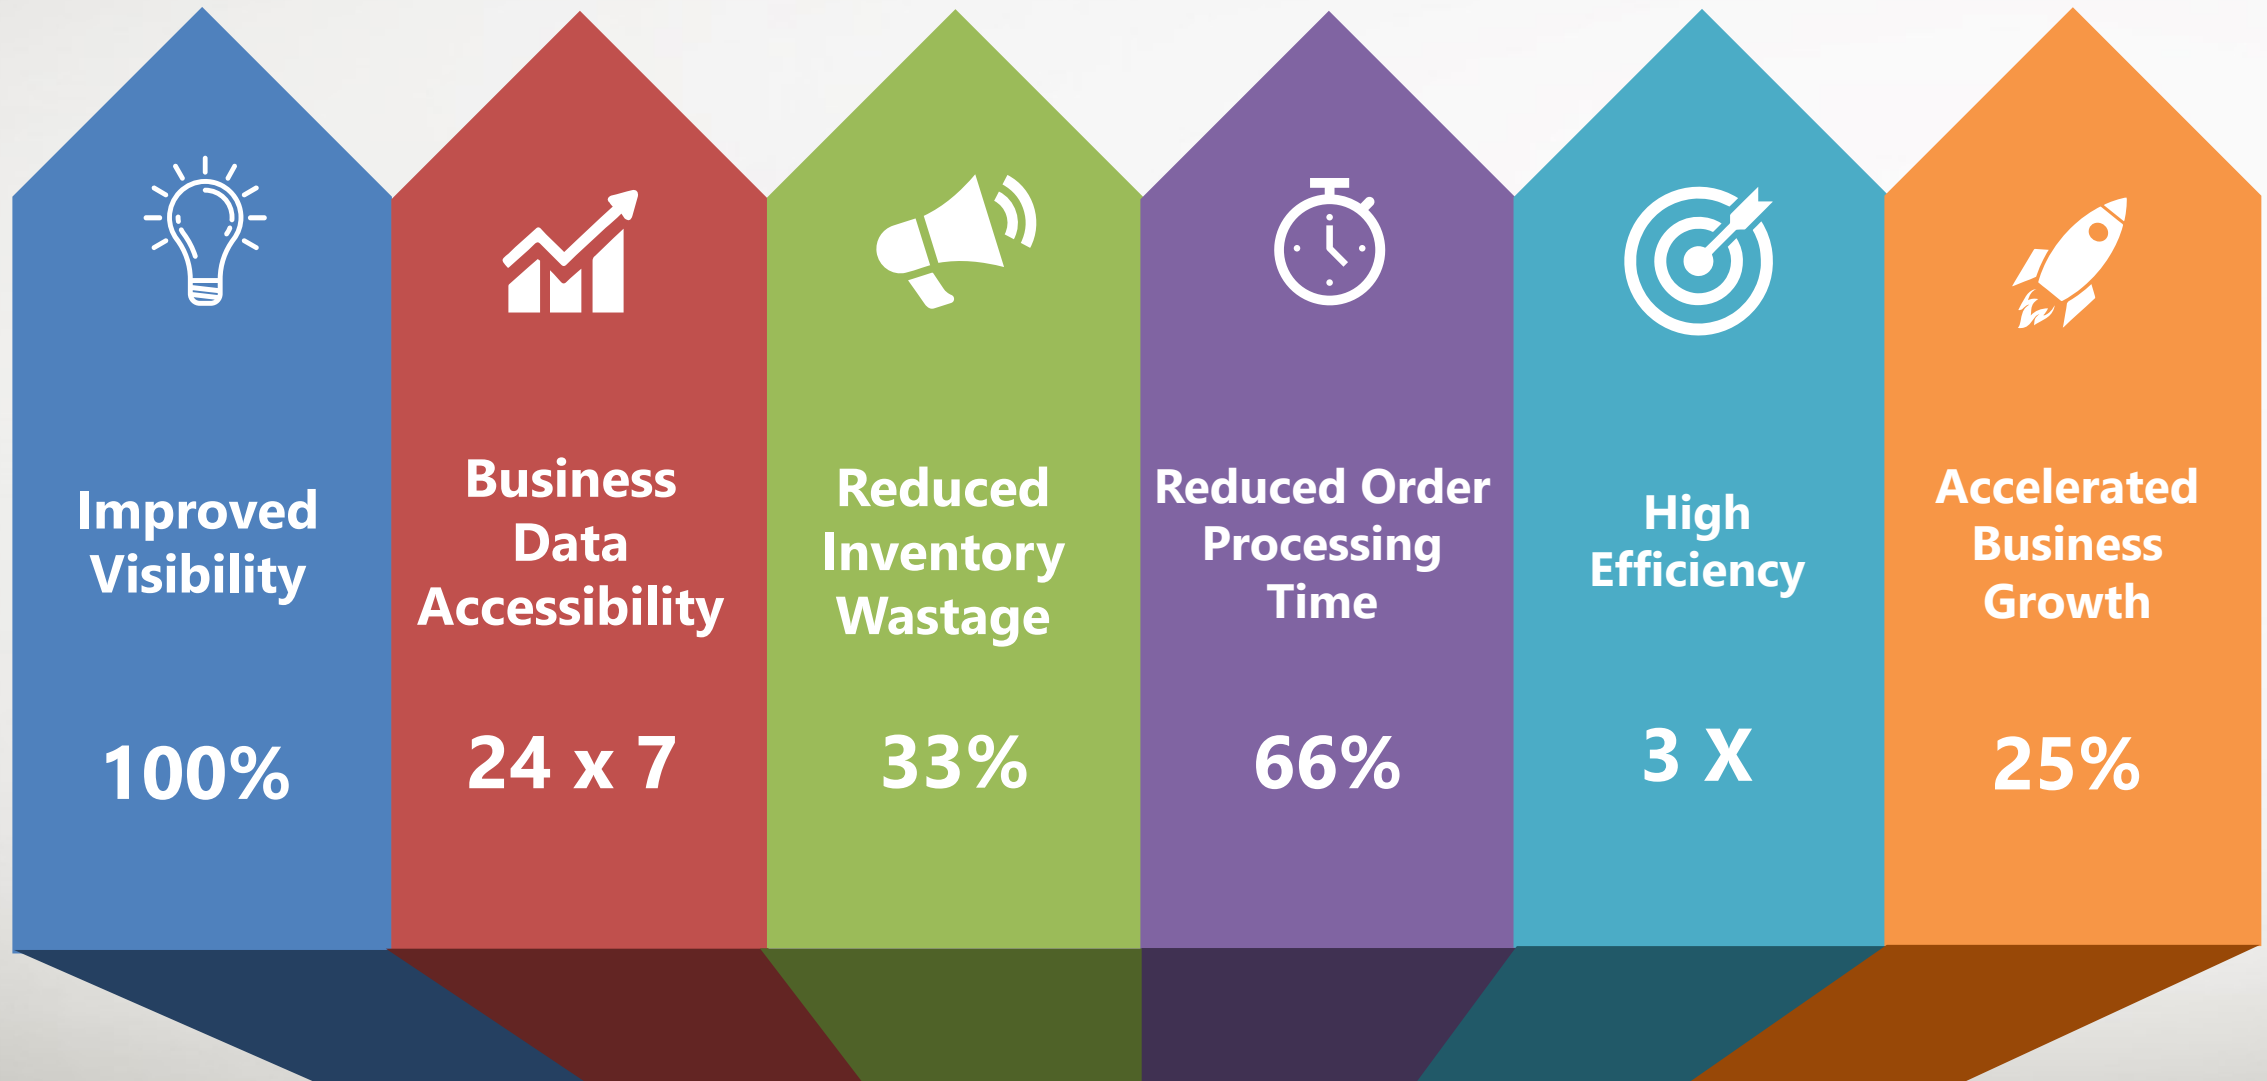 Improved
Visibility
100%
Business
Data
Accessibility
24 x 7
Reduced
Inventory
Wastage
33%
Reduced Order
Processing
Time
66%
High
Efficiency
3 X
Accelerated
Business
Growth
25%